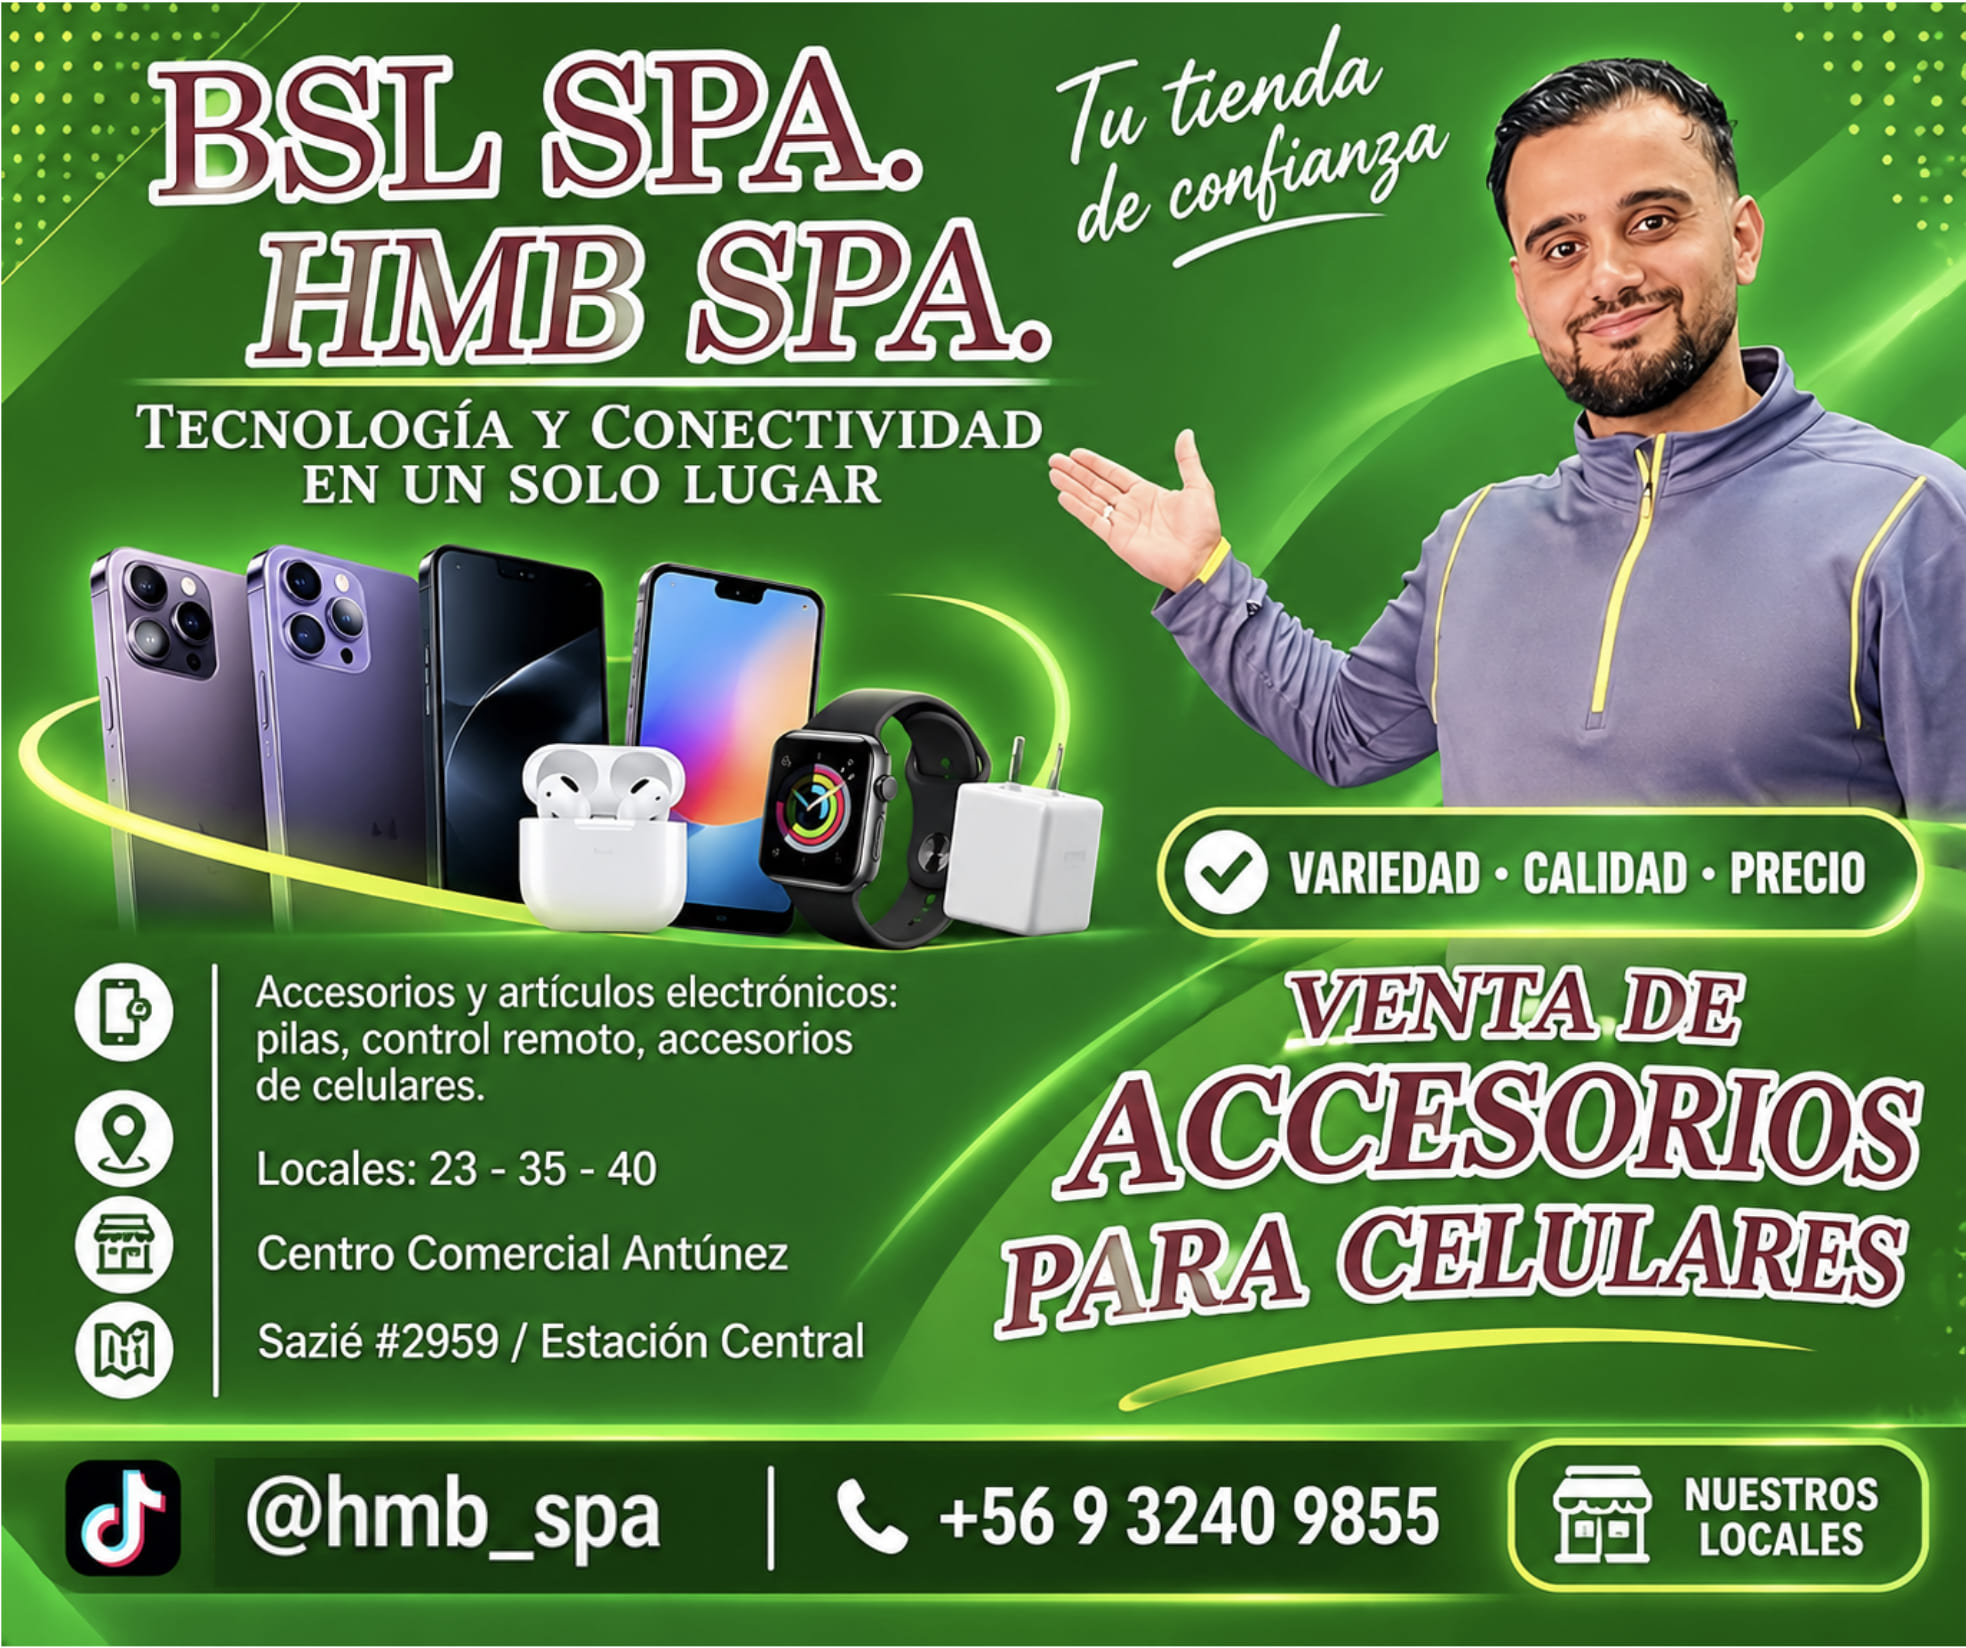 BSL SPA.
HMB SPA.
TECNOLOGÍA Y CONECTIVIDAD
EN UN SOLO LUGAR
Tu tienda
de confianza
VARIEDAD • CALIDAD • PRECIO
Accesorios y artículos electrónicos:
pilas, control remoto, accesorios
de celulares.
Locales: 23 - 35 - 40
Centro Comercial Antúnez
Sazié #2959 / Estación Central
VENTA DE
ACCESORIOS
PARA CELULARES
@hmb_spa
+56 9 3240 9855
NUESTROS
LOCALES